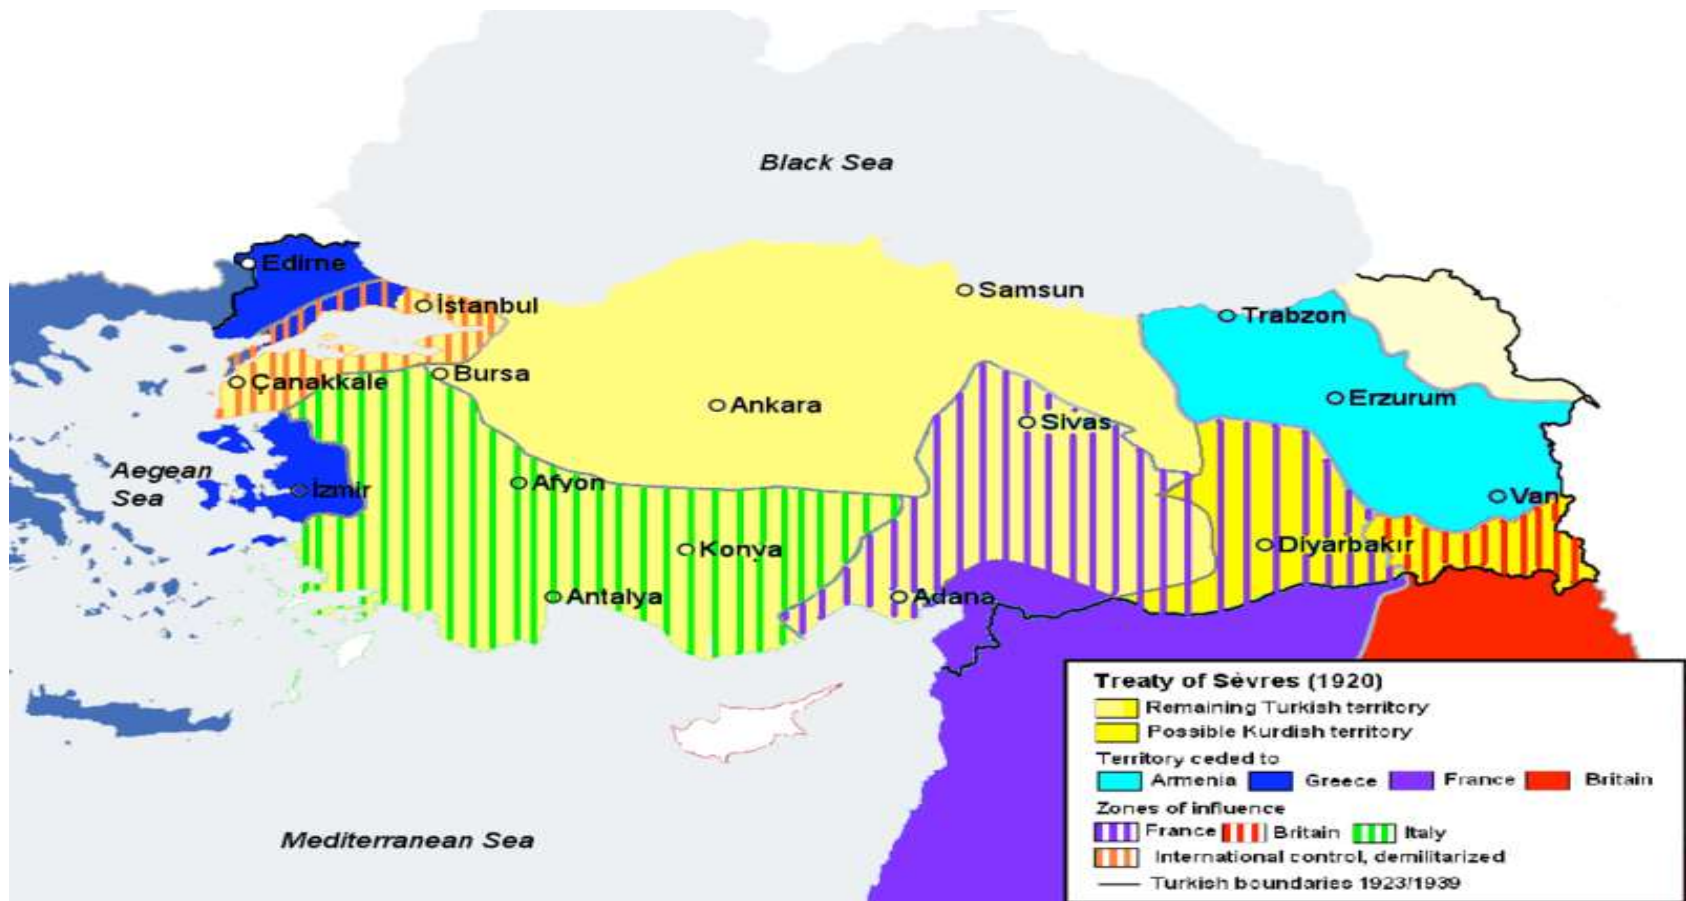 Black Sea
Edirne
İstanbul
Samsun
Trabzon
Çanakkale
Bursa
Ankara
Erzurum
Sivas
Aegean
Sea
İzmir
Afyon
Van
Konya
Diyarbakır
Antalya
Adana
Mediterranean Sea
Treaty of Sèvres (1920)
Remaining Turkish territory
Possible Kurdish territory
Territory ceded to
Armenia Greece France Britain
Zones of influence
France Britain Italy
International control, demilitarized
Turkish boundaries 1923/1939